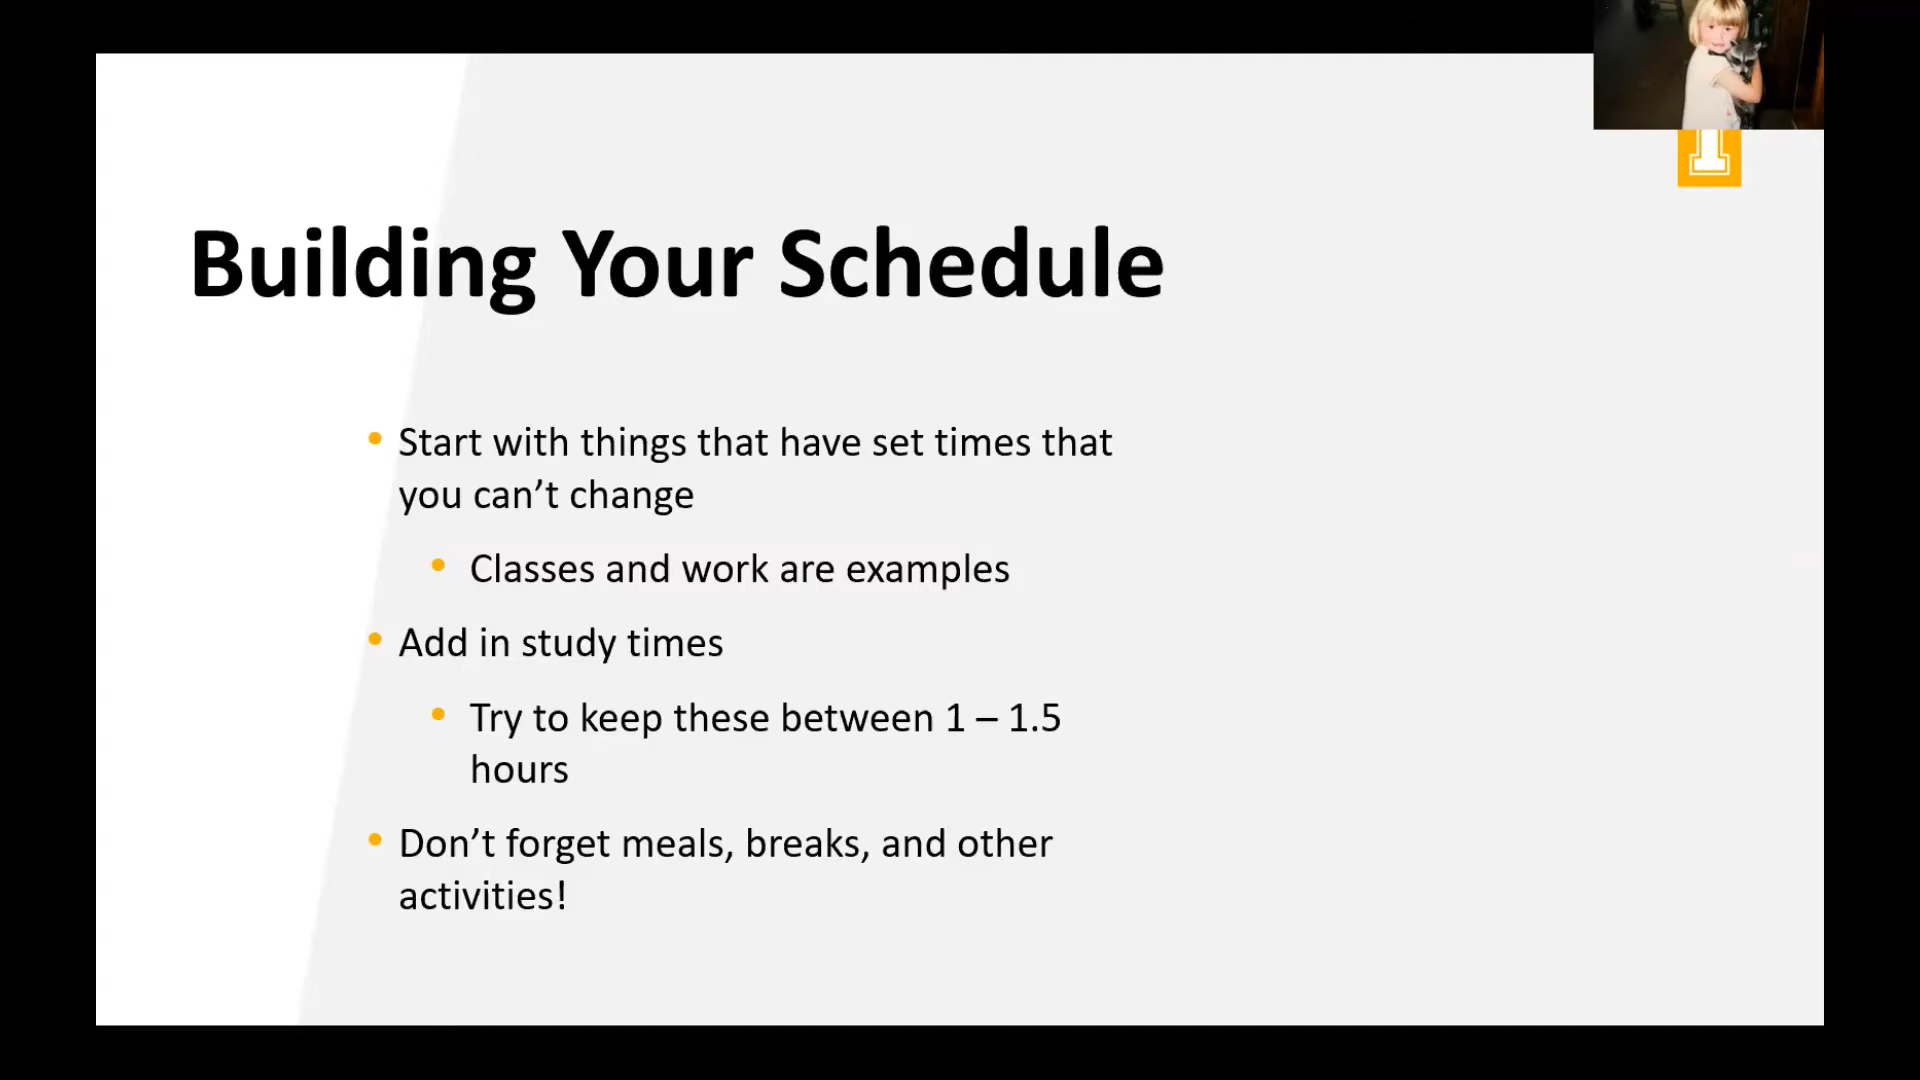 Building Your Schedule
• Start with things that have set times that
you can’t change
• Classes and work are examples
• Add in study times
• Try to keep these between 1 – 1.5
hours
• Don’t forget meals, breaks, and other
activities!